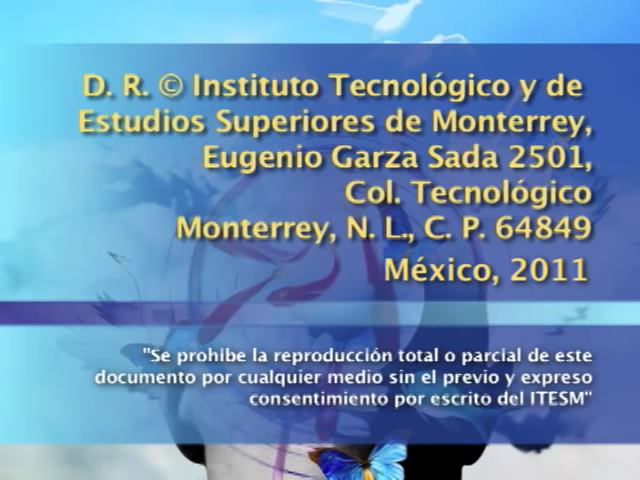 D. R. © Instituto Tecnológico y de
Estudios Superiores de Monterrey,
Eugenio Garza Sada 2501,
Col. Tecnológico
Monterrey, N. L., C. P. 64849
México, 2011
"Se prohibe la reproducción total o parcial de este
documento por cualquier medio sin el previo y expreso
consentimiento por escrito del ITESM"